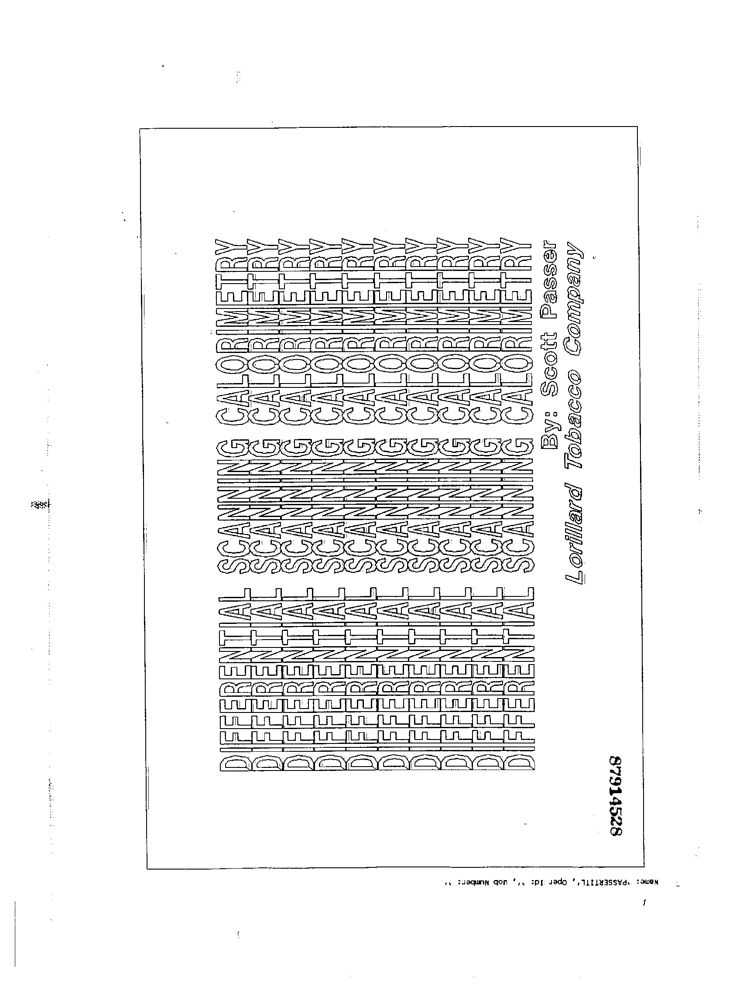 DIFFERENTIAL SCANNING CALORIMETRY
DIFFERENTIAL SCANNING CALORIMETRY
DIFFERENTIAL SCANNING CALORIMETRY
DIFFERENTIAL SCANNING CALORIMETRY
DIFFERENTIAL SCANNING CALORIMETRY
DIFFERENTIAL SCANNING CALORIMETRY
DIFFERENTIAL SCANNING CALORIMETRY
DIFFERENTIAL SCANNING CALORIMETRY
DIFFERENTIAL SCANNING CALORIMETRY
DIFFERENTIAL SCANNING CALORIMETRY
By: Scott Passer
Lorillard Tobacco Company
87914528
Name: 'PASSERTITL', Oper Id: '', Job Number: ''